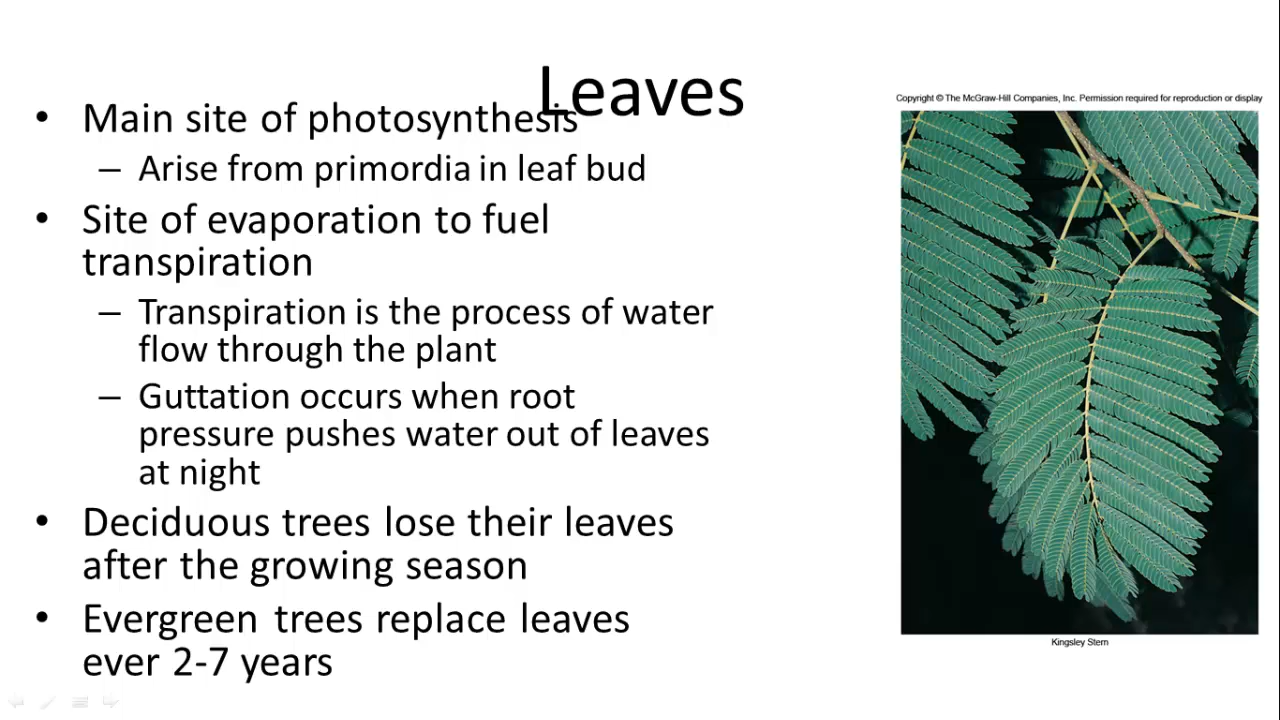 Leaves
• Main site of photosynthesis
– Arise from primordia in leaf bud
• Site of evaporation to fuel
transpiration
– Transpiration is the process of water
flow through the plant
– Guttation occurs when root
pressure pushes water out of leaves
at night
• Deciduous trees lose their leaves
after the growing season
• Evergreen trees replace leaves
ever 2-7 years
Copyright © The McGraw-Hill Companies, Inc. Permission required for reproduction or display
Kingsley Stern